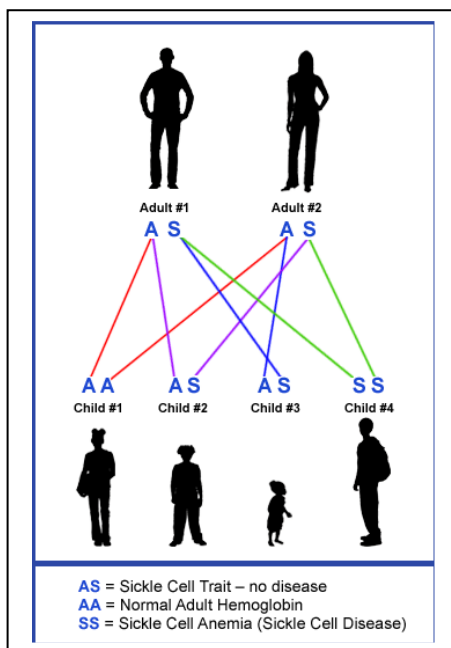 Adult #1 Adult #2
A S A S
A A A S A S S S
Child #1 Child #2 Child #3 Child #4
AS = Sickle Cell Trait – no disease
AA = Normal Adult Hemoglobin
SS = Sickle Cell Anemia (Sickle Cell Disease)